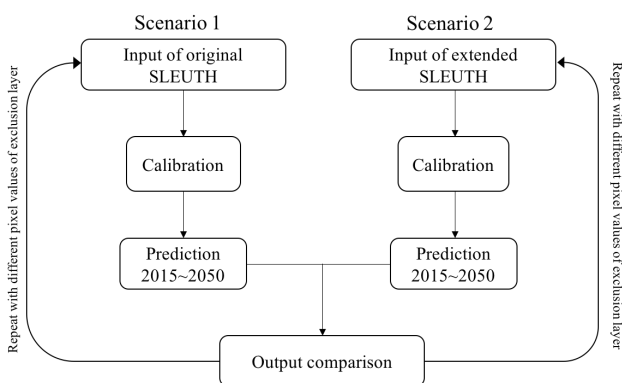 Scenario 1
Scenario 2
Input of original
SLEUTH
Input of extended
SLEUTH
Repeat with different pixel values of exclusion layer
Repeat with different pixel values of exclusion layer
Calibration
Calibration
Prediction
2015~2050
Prediction
2015~2050
Output comparison